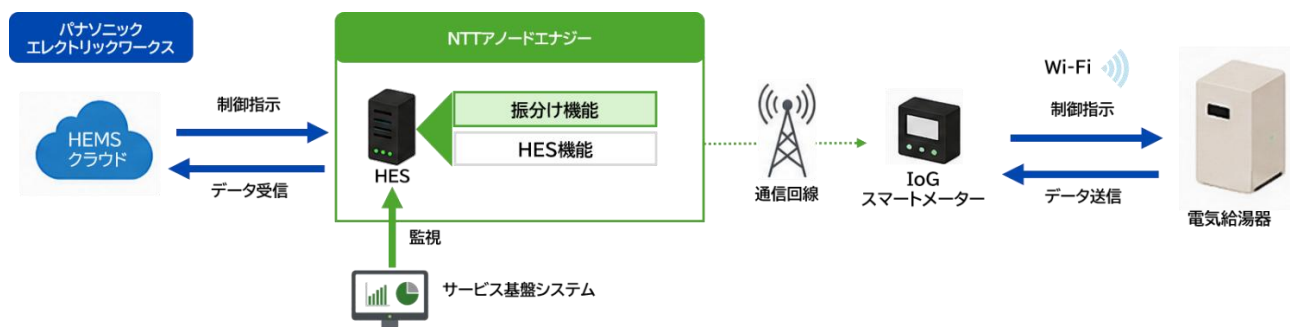 パナソニック
エレクトリックワークス
HEMS
クラウド
制御指示
データ受信
NTTアノードエナジー
HES
振分け機能
HES機能
監視
サービス基盤システム
通信回線
IoG
スマートメーター
Wi-Fi
制御指示
データ送信
電気給湯器